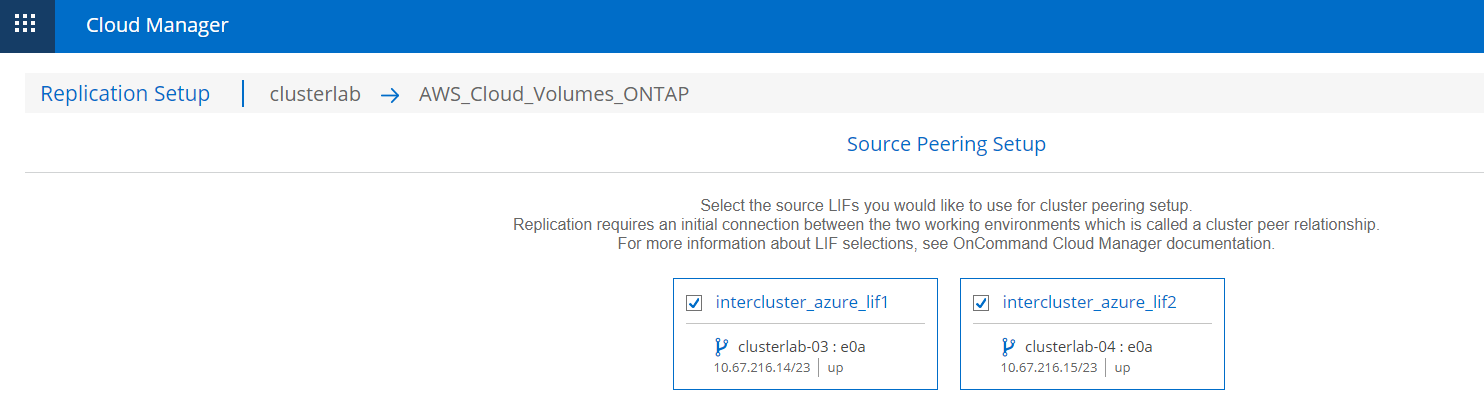 Cloud Manager
Replication Setup clusterlab → AWS_Cloud_Volumes_ONTAP
Source Peering Setup
Select the source LIFs you would like to use for cluster peering setup.
Replication requires an initial connection between the two working environments which is called a cluster peer relationship.
For more information about LIF selections, see OnCommand Cloud Manager documentation.
intercluster_azure_lif1
clusterlab-03 : e0a
10.67.216.14/23 | up
intercluster_azure_lif2
clusterlab-04 : e0a
10.67.216.15/23 | up